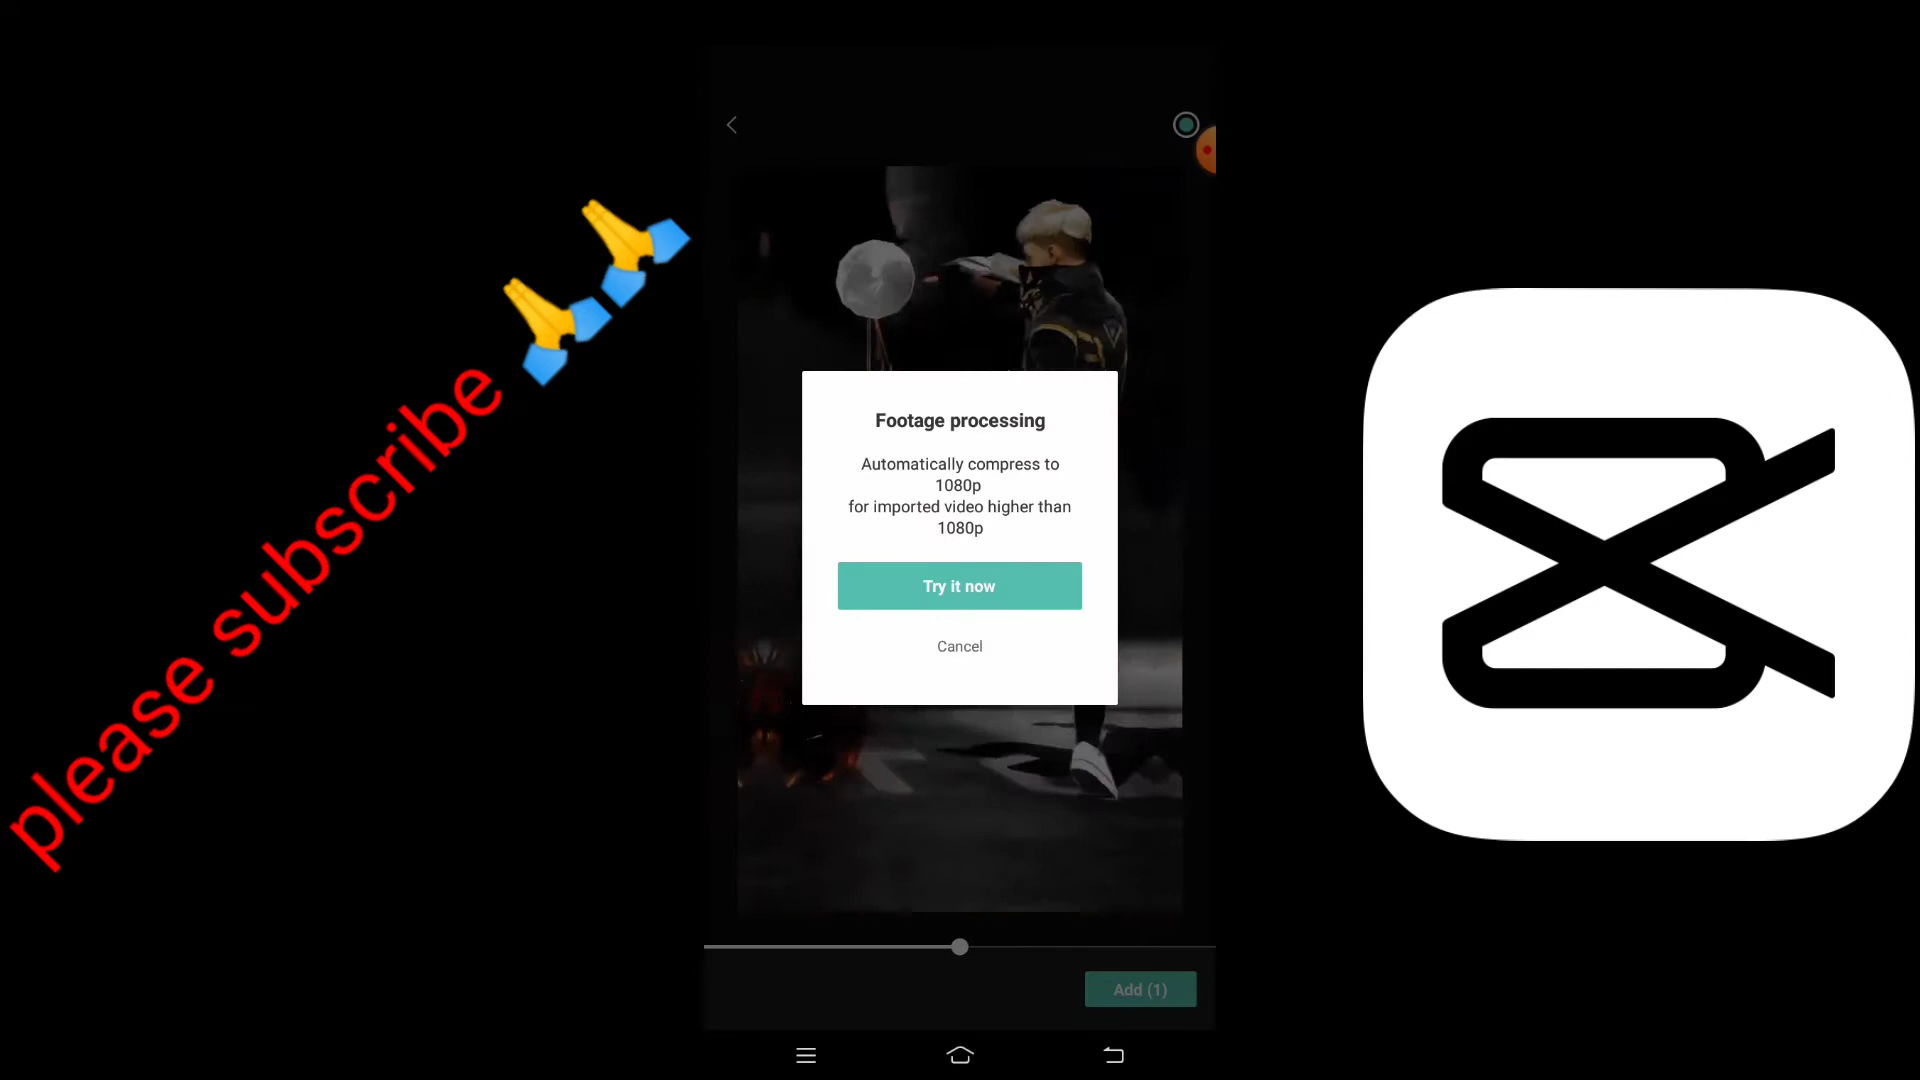 please subscribe 🙏🙏
Footage processing
Automatically compress to
1080p
for imported video higher than
1080p
Try it now
Cancel
Add (1)